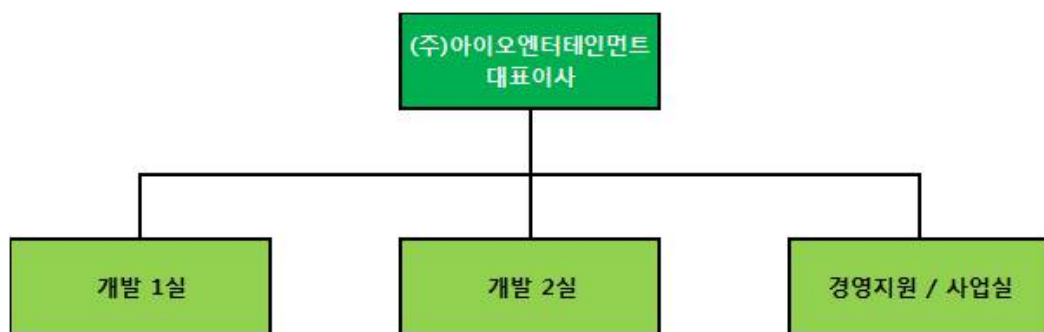 (주)아이오엔터테인먼트
대표이사
개발 1실
개발 2실
경영지원 / 사업실